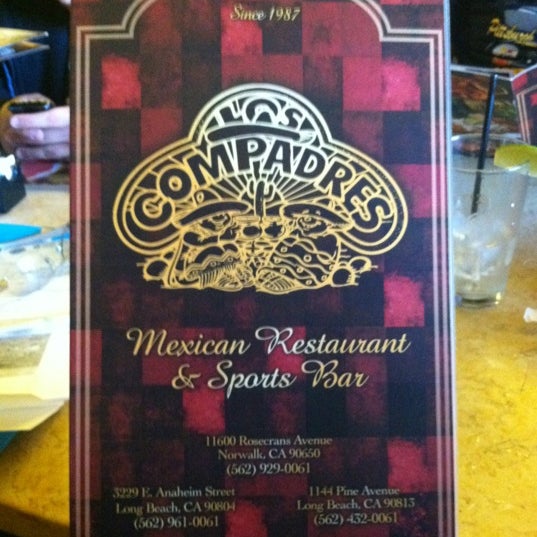 Since 1987
LOS
COMPADRES
Mexican Restaurant
& Sports Bar
11600 Rosecrans Avenue
Norwalk, CA 90650
(562) 929-0061
3229 E. Anaheim Street
Long Beach, CA 90804
(562) 961-0061
1144 Pine Avenue
Long Beach, CA 90813
(562) 432-0061